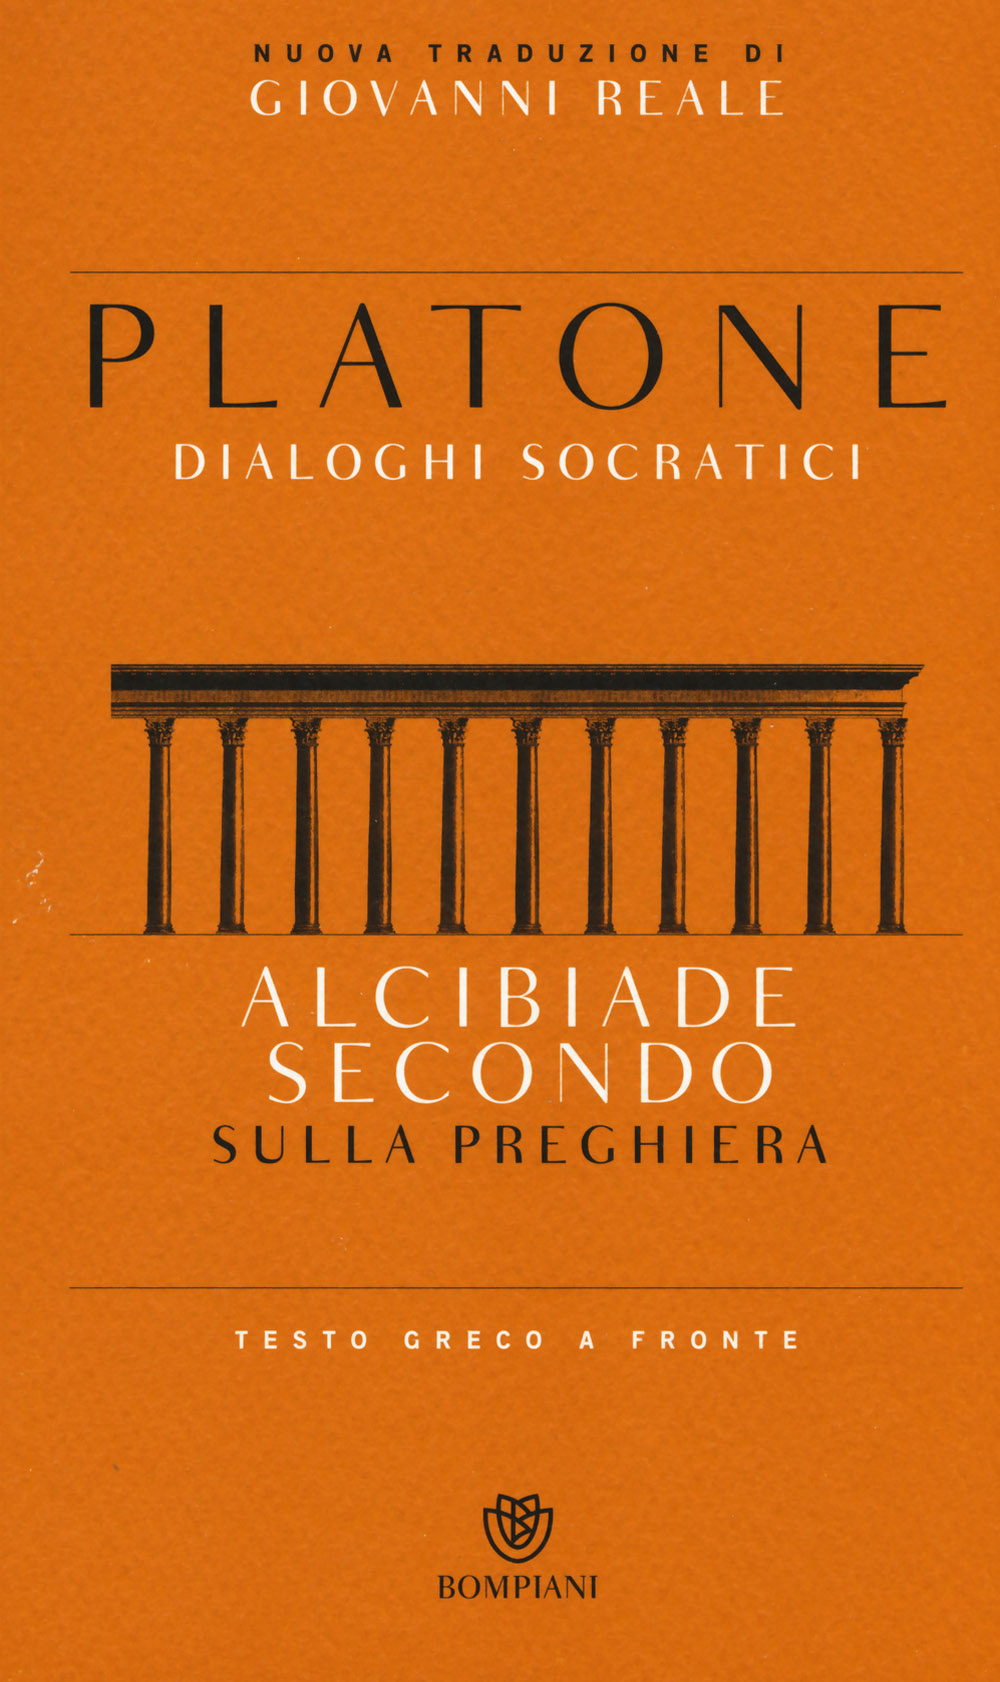 NUOVA TRADUZIONE DI
GIOVANNI REALE
PLATONE
DIALOGHI SOCRATICI
ALCIBIADE
SECONDO
SULLA PREGHIERA
TESTO GRECO A FRONTE
BOMPIANI